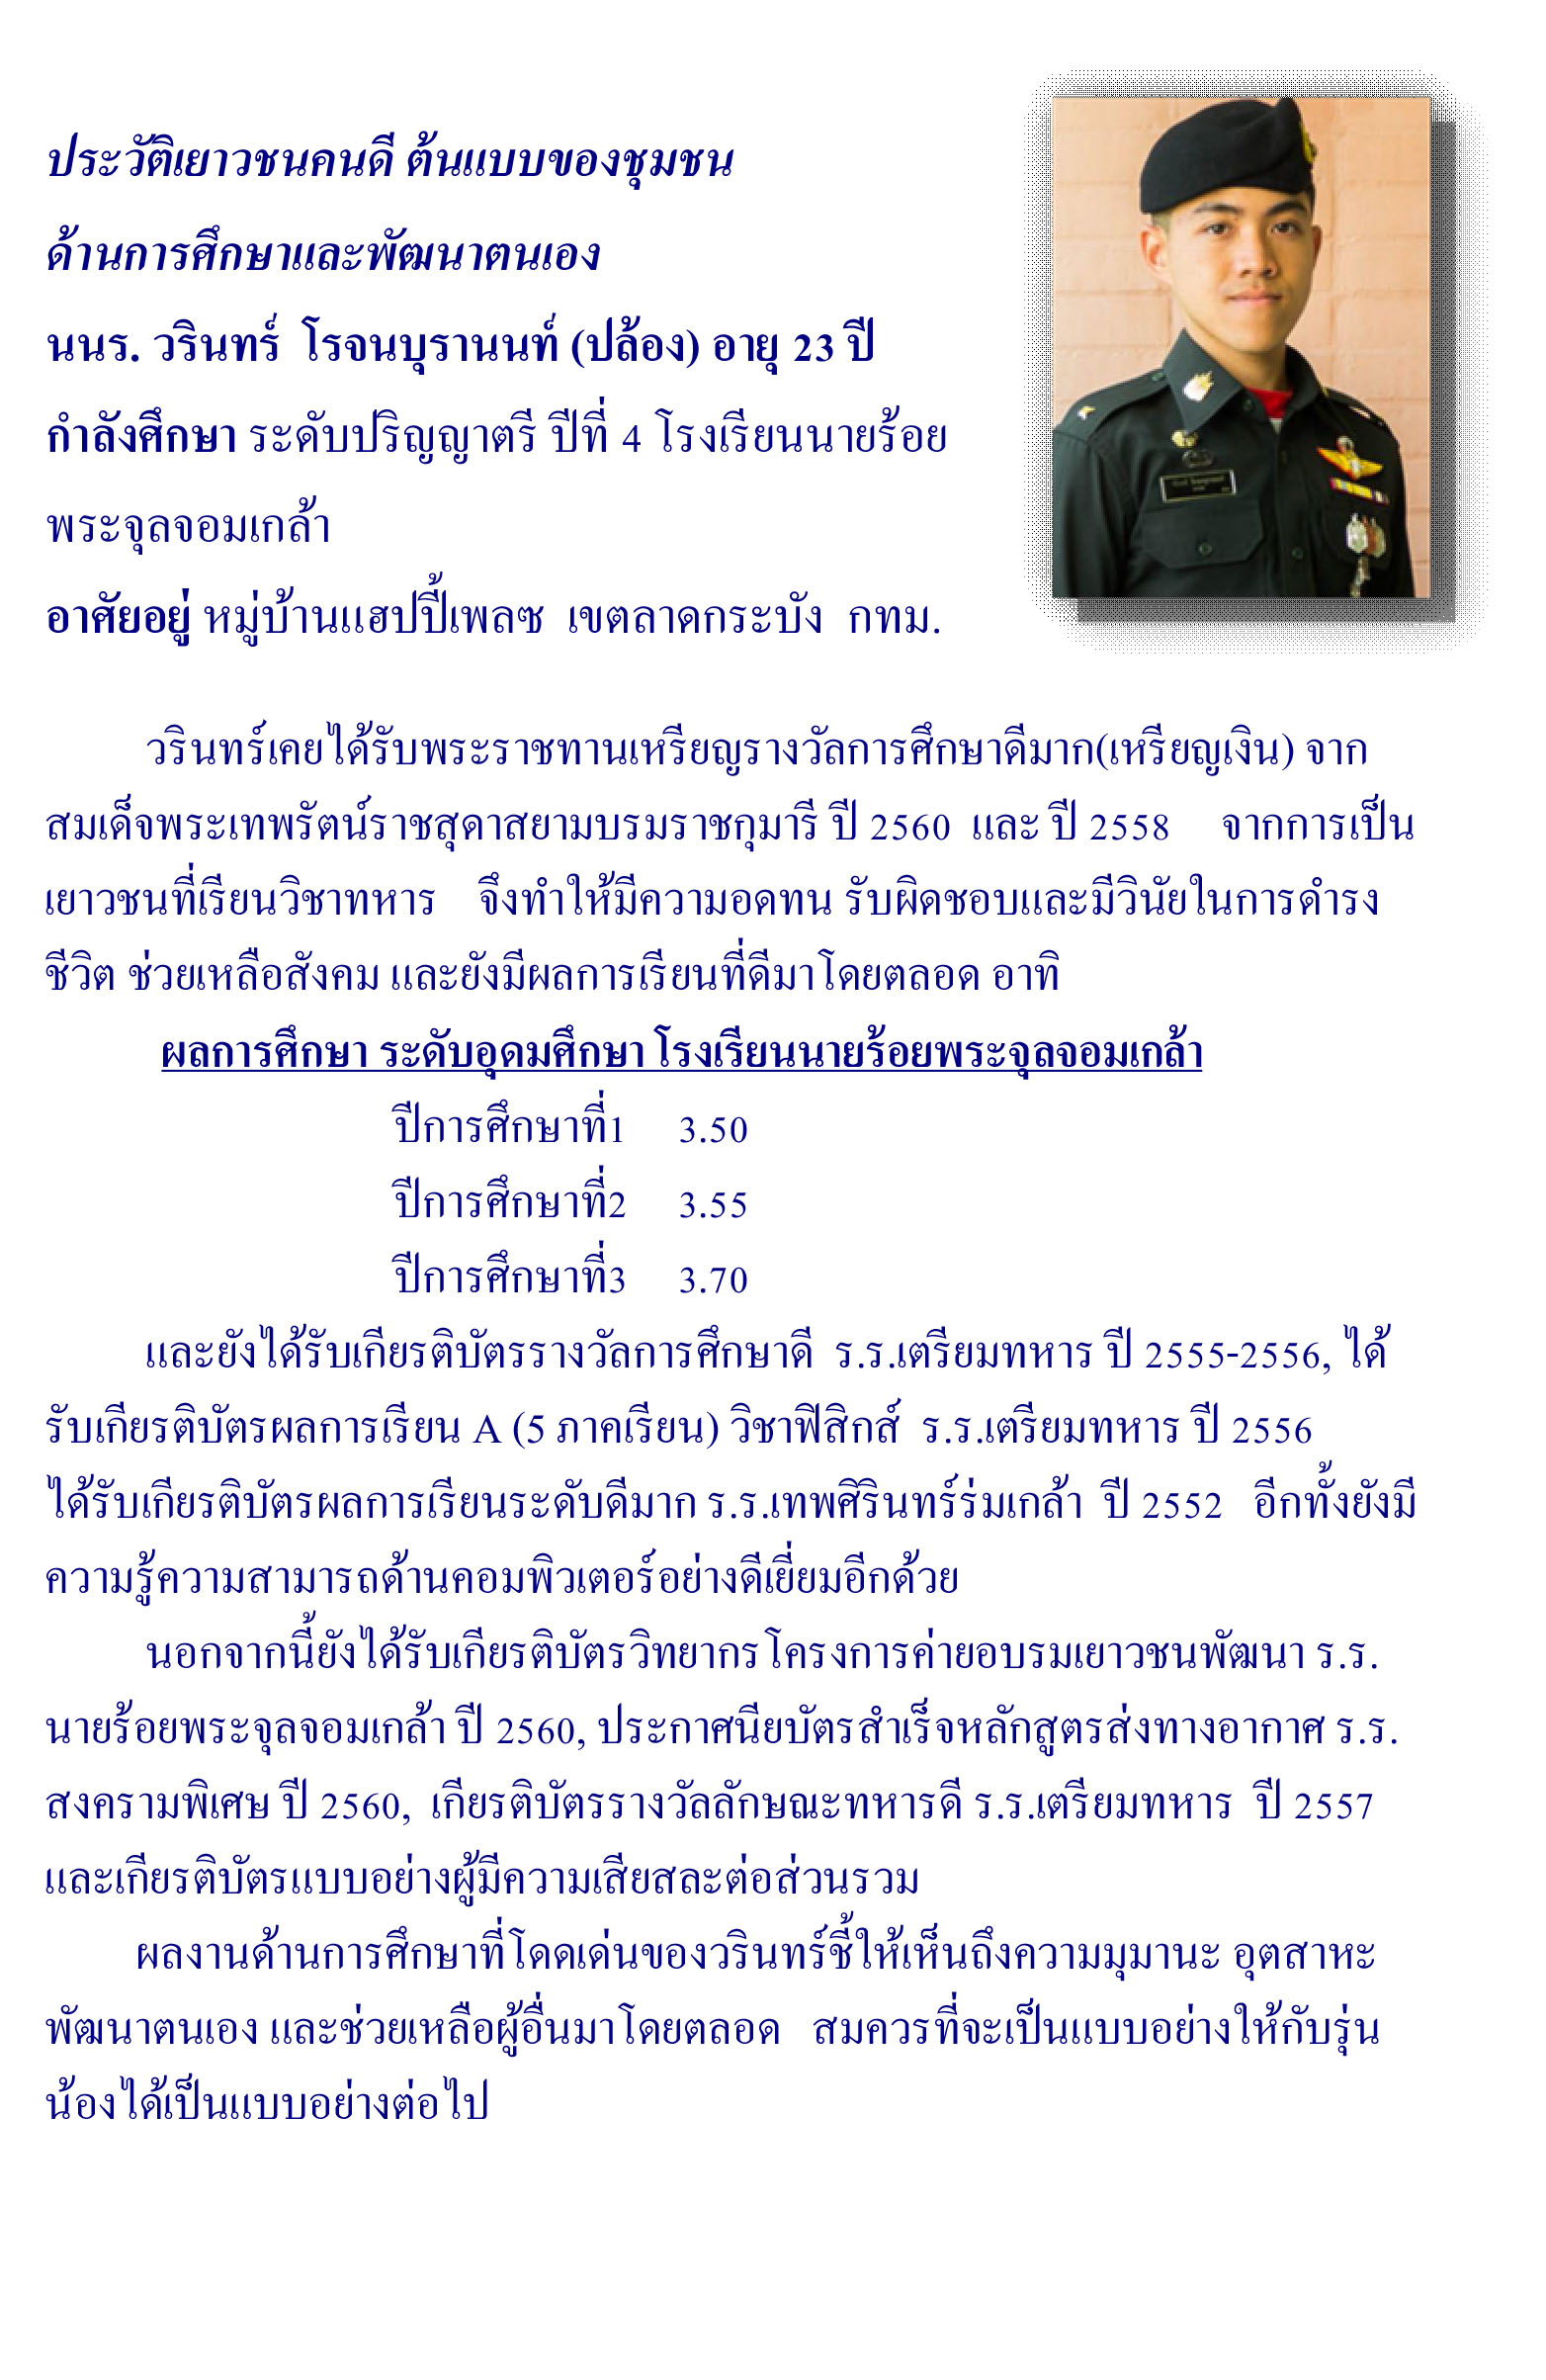 ประวัติเยาวชนคนดี ต้นแบบของชุมชน
ด้านการศึกษาและพัฒนาตนเอง
นนร. วรินทร์  โรจนบุรานนท์ (ปล้อง) อายุ 23 ปี
กำลังศึกษา ระดับปริญญาตรี ปีที่ 4 โรงเรียนนายร้อย
พระจุลจอมเกล้า
อาศัยอยู่ หมู่บ้านแฮปปี้เพลซ  เขตลาดกระบัง  กทม.
วรินทร์เคยได้รับพระราชทานเหรียญรางวัลการศึกษาดีมาก(เหรียญเงิน) จาก
สมเด็จพระเทพรัตน์ราชสุดาสยามบรมราชกุมารี ปี 2560  และ ปี 2558    จากการเป็น
เยาวชนที่เรียนวิชาทหาร   จึงทำให้มีความอดทน รับผิดชอบและมีวินัยในการดำรง
ชีวิต ช่วยเหลือสังคม และยังมีผลการเรียนที่ดีมาโดยตลอด อาทิ
ผลการศึกษา ระดับอุดมศึกษา โรงเรียนนายร้อยพระจุลจอมเกล้า
ปีการศึกษาที่1    3.50
ปีการศึกษาที่2    3.55
ปีการศึกษาที่3    3.70
และยังได้รับเกียรติบัตรรางวัลการศึกษาดี  ร.ร.เตรียมทหาร ปี 2555-2556, ได้
รับเกียรติบัตรผลการเรียน A (5 ภาคเรียน) วิชาฟิสิกส์  ร.ร.เตรียมทหาร ปี 2556
ได้รับเกียรติบัตรผลการเรียนระดับดีมาก ร.ร.เทพศิรินทร์ร่มเกล้า  ปี 2552   อีกทั้งยังมี
ความรู้ความสามารถด้านคอมพิวเตอร์อย่างดีเยี่ยมอีกด้วย
นอกจากนี้ยังได้รับเกียรติบัตรวิทยากรโครงการค่ายอบรมเยาวชนพัฒนา ร.ร.
นายร้อยพระจุลจอมเกล้า ปี 2560, ประกาศนียบัตรสำเร็จหลักสูตรส่งทางอากาศ ร.ร.
สงครามพิเศษ ปี 2560,  เกียรติบัตรรางวัลลักษณะทหารดี ร.ร.เตรียมทหาร  ปี 2557
และเกียรติบัตรแบบอย่างผู้มีความเสียสละต่อส่วนรวม
ผลงานด้านการศึกษาที่โดดเด่นของวรินทร์ชี้ให้เห็นถึงความมุมานะ อุตสาหะ
พัฒนาตนเอง และช่วยเหลือผู้อื่นมาโดยตลอด   สมควรที่จะเป็นแบบอย่างให้กับรุ่น
น้องได้เป็นแบบอย่างต่อไป